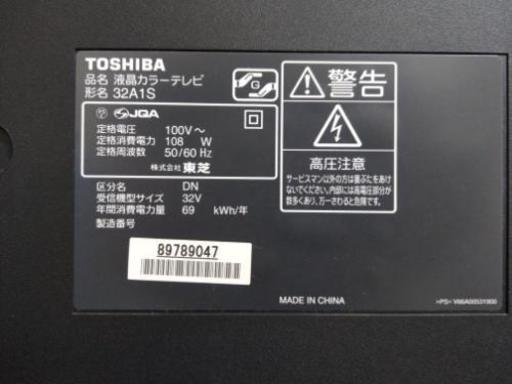 TOSHIBA
品名 液晶カラーテレビ
形名 32A1S
G
JQA
定格電圧 100V～
定格消費電力 108 W
定格周波数 50/60 Hz
株式会社 東芝
区分名 DN
受信機型サイズ 32V
年間消費電力量 69 kWh/年
製造番号
89789047
警告
高圧注意
サービスマン以外の方は裏ぶたをあけ
ないでください。内部には高電圧部分が
数多くあり、万一さわると危険です。
MADE IN CHINA
>PS<